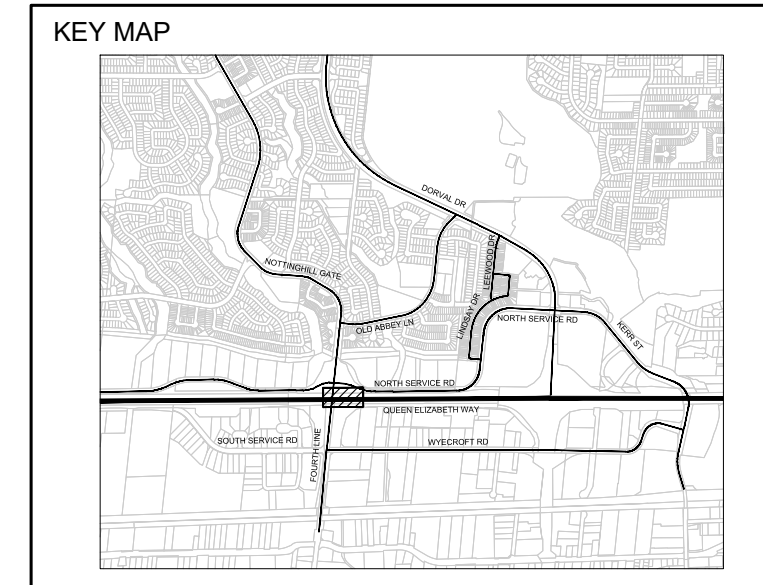 KEY MAP
DORVAL DR
NOTTINGHILL GATE
LEEWOOD DR
OLD ABBEY LN
LINDSAY DR
NORTH SERVICE RD
KERR ST
NORTH SERVICE RD
QUEEN ELIZABETH WAY
SOUTH SERVICE RD
FOURTH LINE
WYECROFT RD